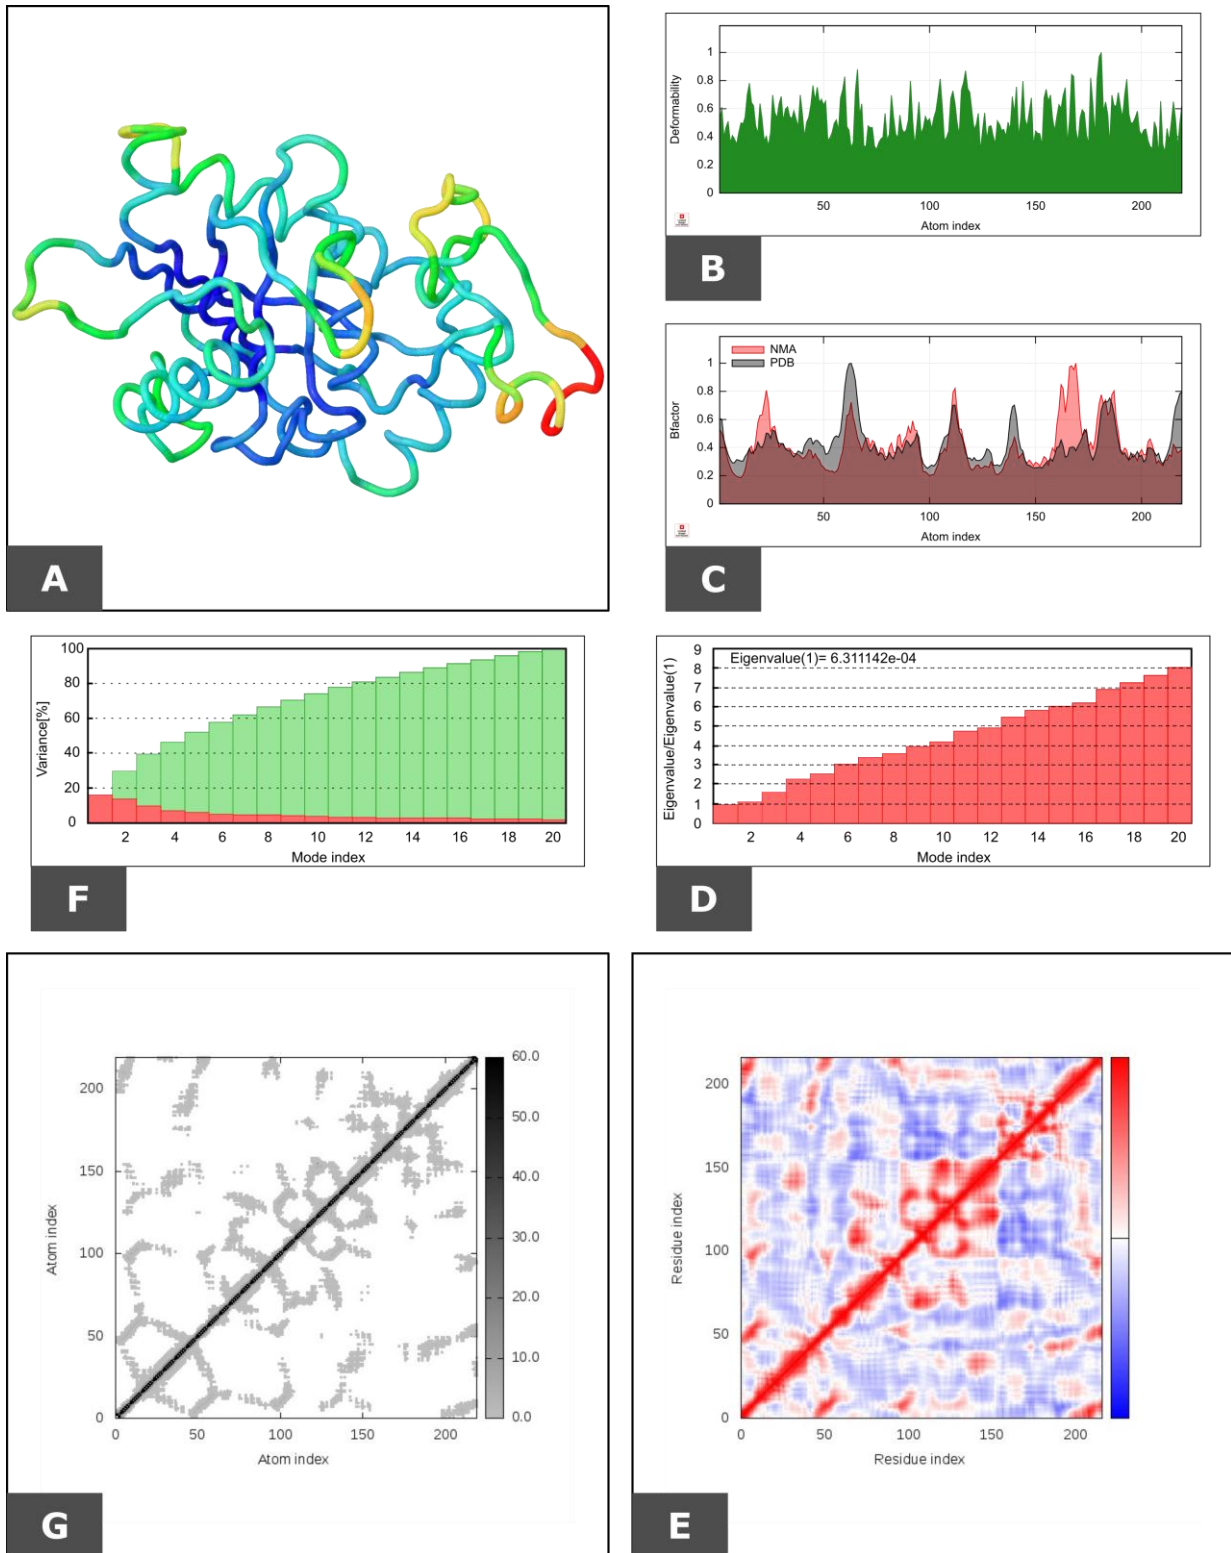 A
1
0.8
0.6
0.4
0.2
0
Deformability
50 100 150 200
Atom index
B
NMA
PDB
1
0.8
0.6
0.4
0.2
0
Bfactor
50 100 150 200
Atom index
C
100
80
60
40
20
0
Variance[%]
2 4 6 8 10 12 14 16 18 20
Mode index
F
Eigenvalue(1)= 6.311142e-04
9
8
7
6
5
4
3
2
1
0
Eigenvalue/Eigenvalue(1)
2 4 6 8 10 12 14 16 18 20
Mode index
D
200
150
100
50
0
Atom index
0 50 100 150 200
Atom index
60.0
50.0
40.0
30.0
20.0
10.0
0.0
G
200
150
100
50
0
Residue index
0 50 100 150 200
Residue index
E